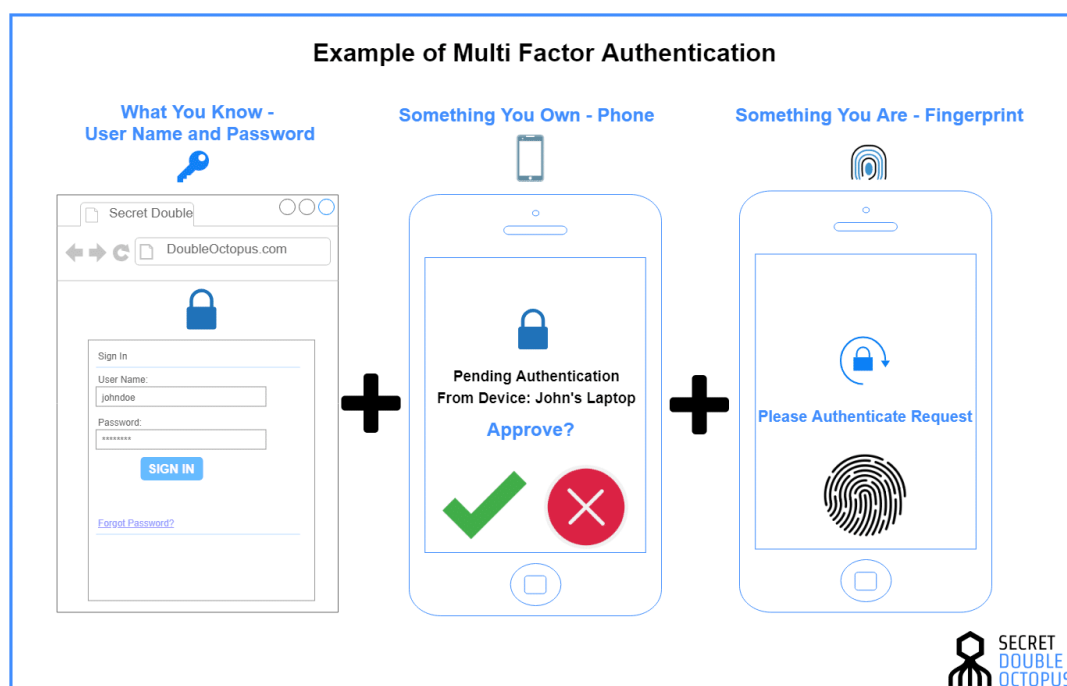 Example of Multi Factor Authentication
What You Know -
User Name and Password
Something You Own - Phone
Something You Are - Fingerprint
Secret Double
DoubleOctopus.com
Sign In
User Name:
johndoe
Password:
********
SIGN IN
Forgot Password?
Pending Authentication
From Device: John's Laptop
Approve?
Please Authenticate Request
SECRET
DOUBLE
OCTOPUS